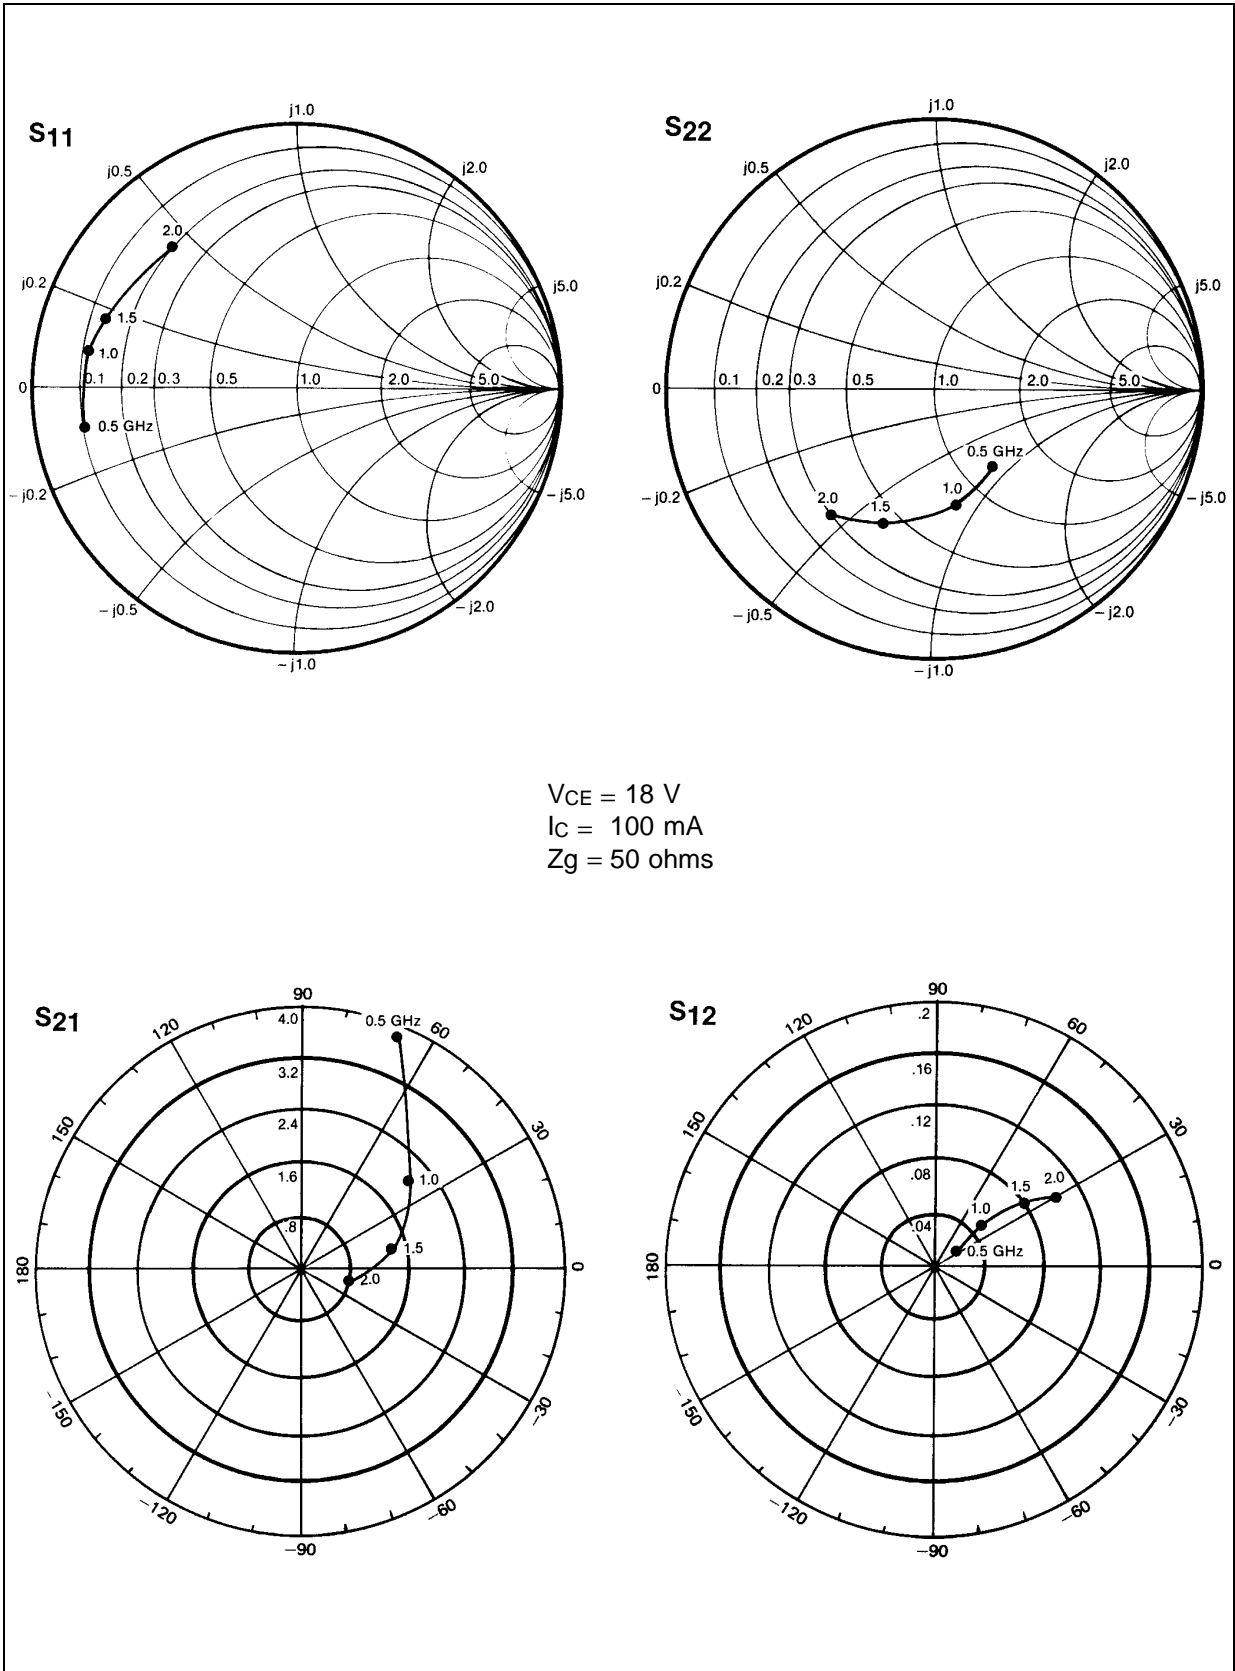 S11
j1.0
j0.5
j2.0
2.0
j0.2
j5.0
1.5
1.0
0
0.1
0.2
0.3
0.5
1.0
2.0
5.0
0.5 GHz
– j0.2
– j5.0
– j0.5
– j2.0
– j1.0
S22
j1.0
j0.5
j2.0
j0.2
j5.0
0
0.1
0.2
0.3
0.5
1.0
2.0
5.0
0.5 GHz
1.0
1.5
2.0
– j0.2
– j5.0
– j0.5
– j2.0
– j1.0
VCE = 18 V
IC = 100 mA
Zg = 50 ohms
S21
90
4.0
0.5 GHz
120
60
3.2
2.4
150
30
1.6
1.0
.8
1.5
180
2.0
0
–150
–30
–120
–60
–90
S12
90
.2
120
60
.16
.12
150
30
.08
1.5
2.0
1.0
.04
0.5 GHz
180
0
–150
–30
–120
–60
–90